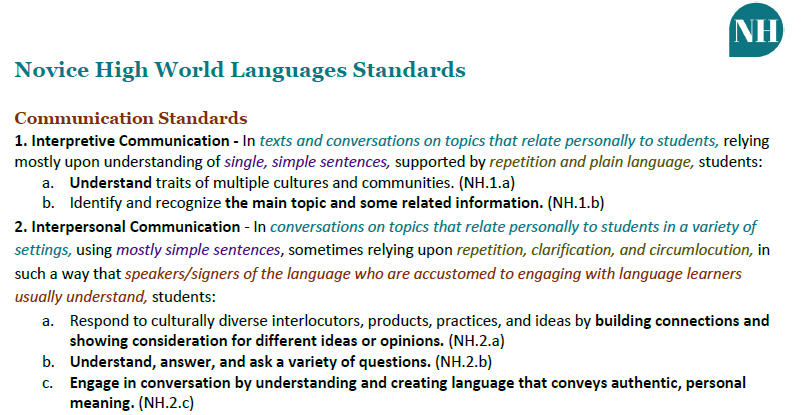 NH
Novice High World Languages Standards
Communication Standards
1. Interpretive Communication - In texts and conversations on topics that relate personally to students, relying
mostly upon understanding of single, simple sentences, supported by repetition and plain language, students:
a. Understand traits of multiple cultures and communities. (NH.1.a)
b. Identify and recognize the main topic and some related information. (NH.1.b)
2. Interpersonal Communication - In conversations on topics that relate personally to students in a variety of
settings, using mostly simple sentences, sometimes relying upon repetition, clarification, and circumlocution, in
such a way that speakers/signers of the language who are accustomed to engaging with language learners
usually understand, students:
a. Respond to culturally diverse interlocutors, products, practices, and ideas by building connections and
showing consideration for different ideas or opinions. (NH.2.a)
b. Understand, answer, and ask a variety of questions. (NH.2.b)
c. Engage in conversation by understanding and creating language that conveys authentic, personal
meaning. (NH.2.c)